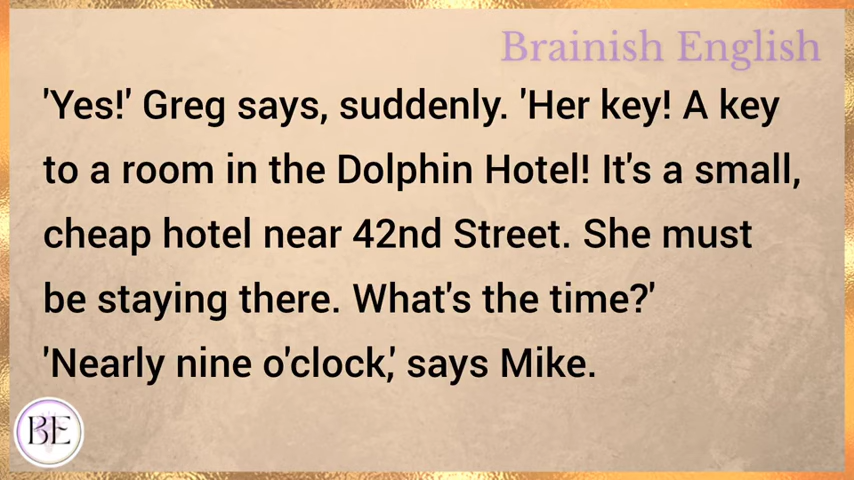 Brainish English
'Yes!' Greg says, suddenly. 'Her key! A key
to a room in the Dolphin Hotel! It's a small,
cheap hotel near 42nd Street. She must
be staying there. What's the time?'
'Nearly nine o'clock,' says Mike.
BE